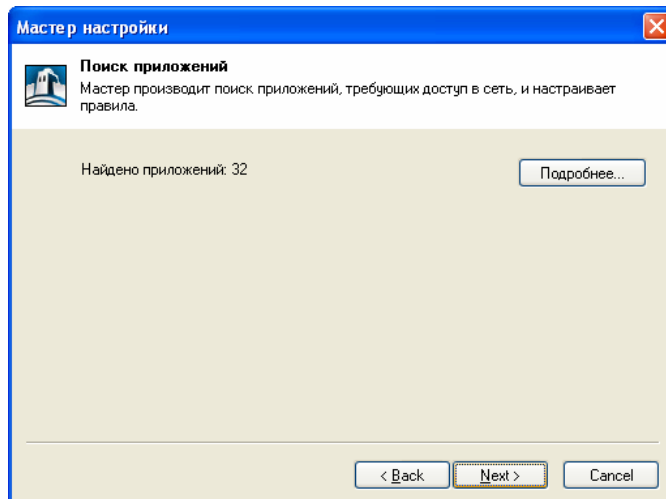 Мастер настройки
Поиск приложений
Мастер производит поиск приложений, требующих доступ в сеть, и настраивает
правила.
Найдено приложений: 32
Подробнее...
< Back
Next >
Cancel